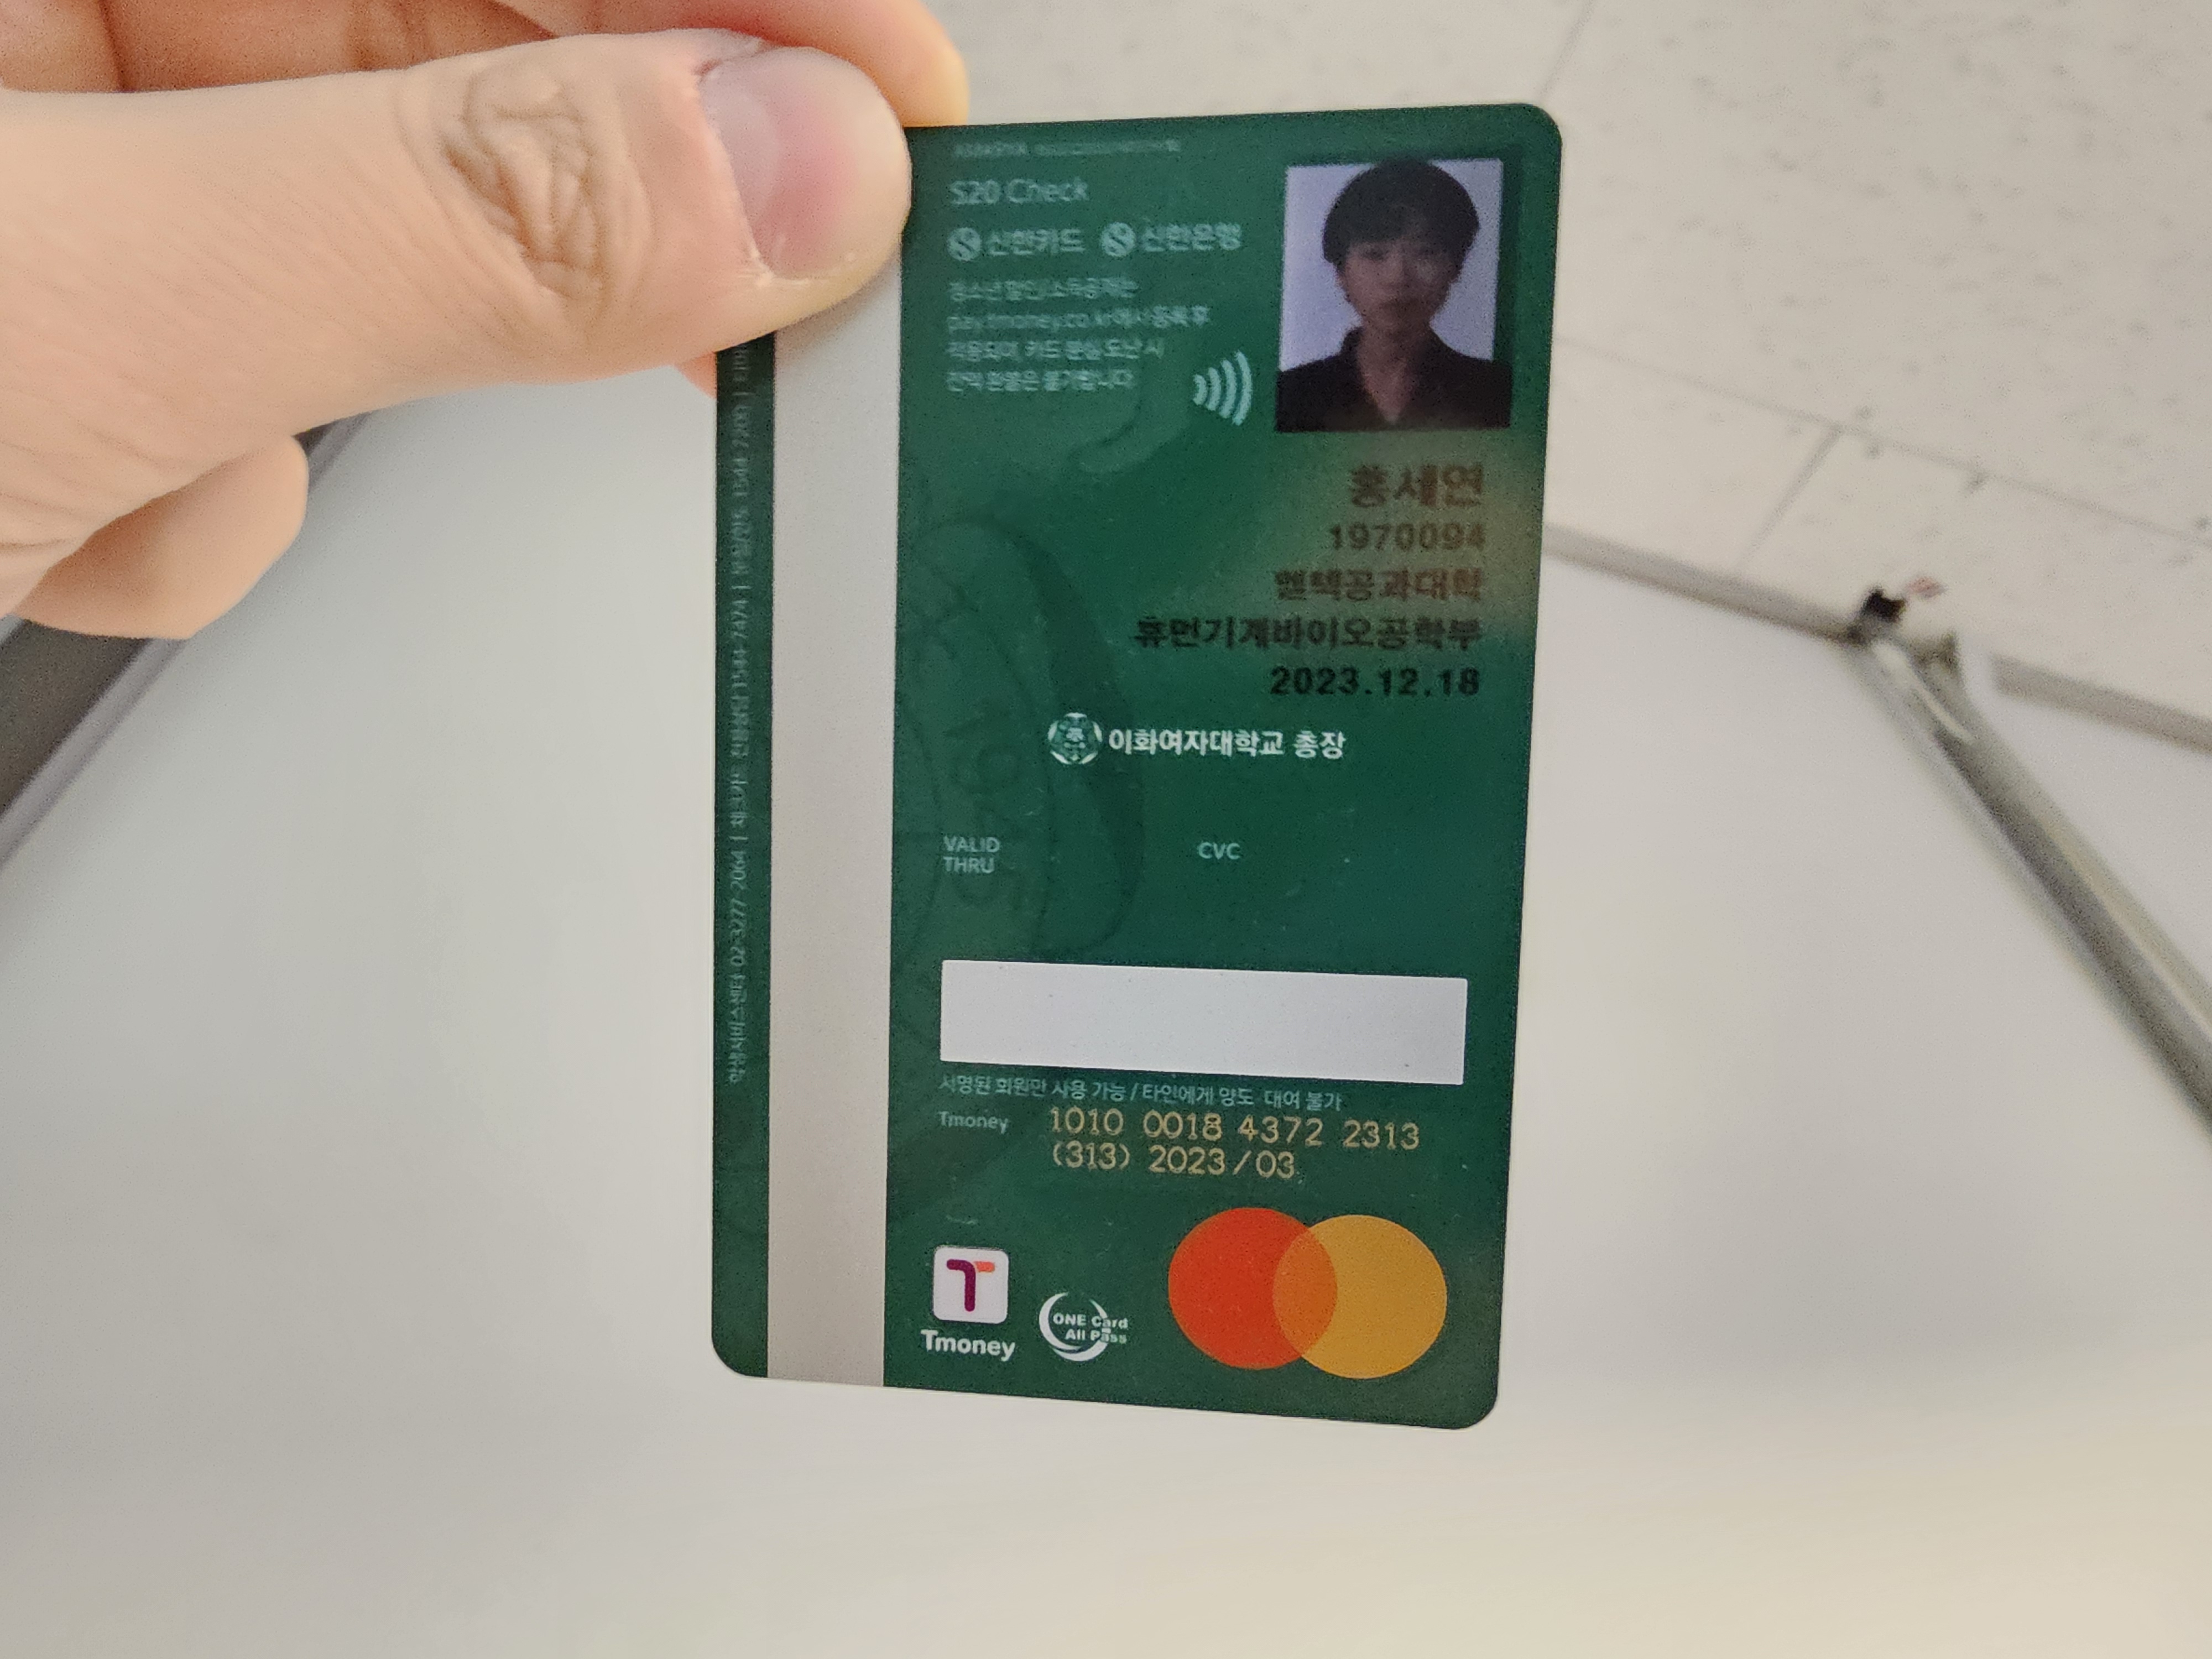 S20 Check
신한카드 신한은행
청소년 할인/소득공제는
pay.tmoney.co.kr에서 등록 후
적용되며, 카드 분실 도난 시
잔액 환불은 불가합니다
홍세연
1970094
엘텍공과대학
휴먼기계바이오공학부
2023.12.18
이화여자대학교 총장
1945
VALID
THRU
CVC
서명된 회원만 사용 가능 / 타인에게 양도 대여 불가
Tmoney 1010 0018 4372 2313
(313) 2023/03
T
Tmoney
ONE Card
All Pass
학생서비스센터 02-3277-2064 | 1544-7474 | 1544-7200 |